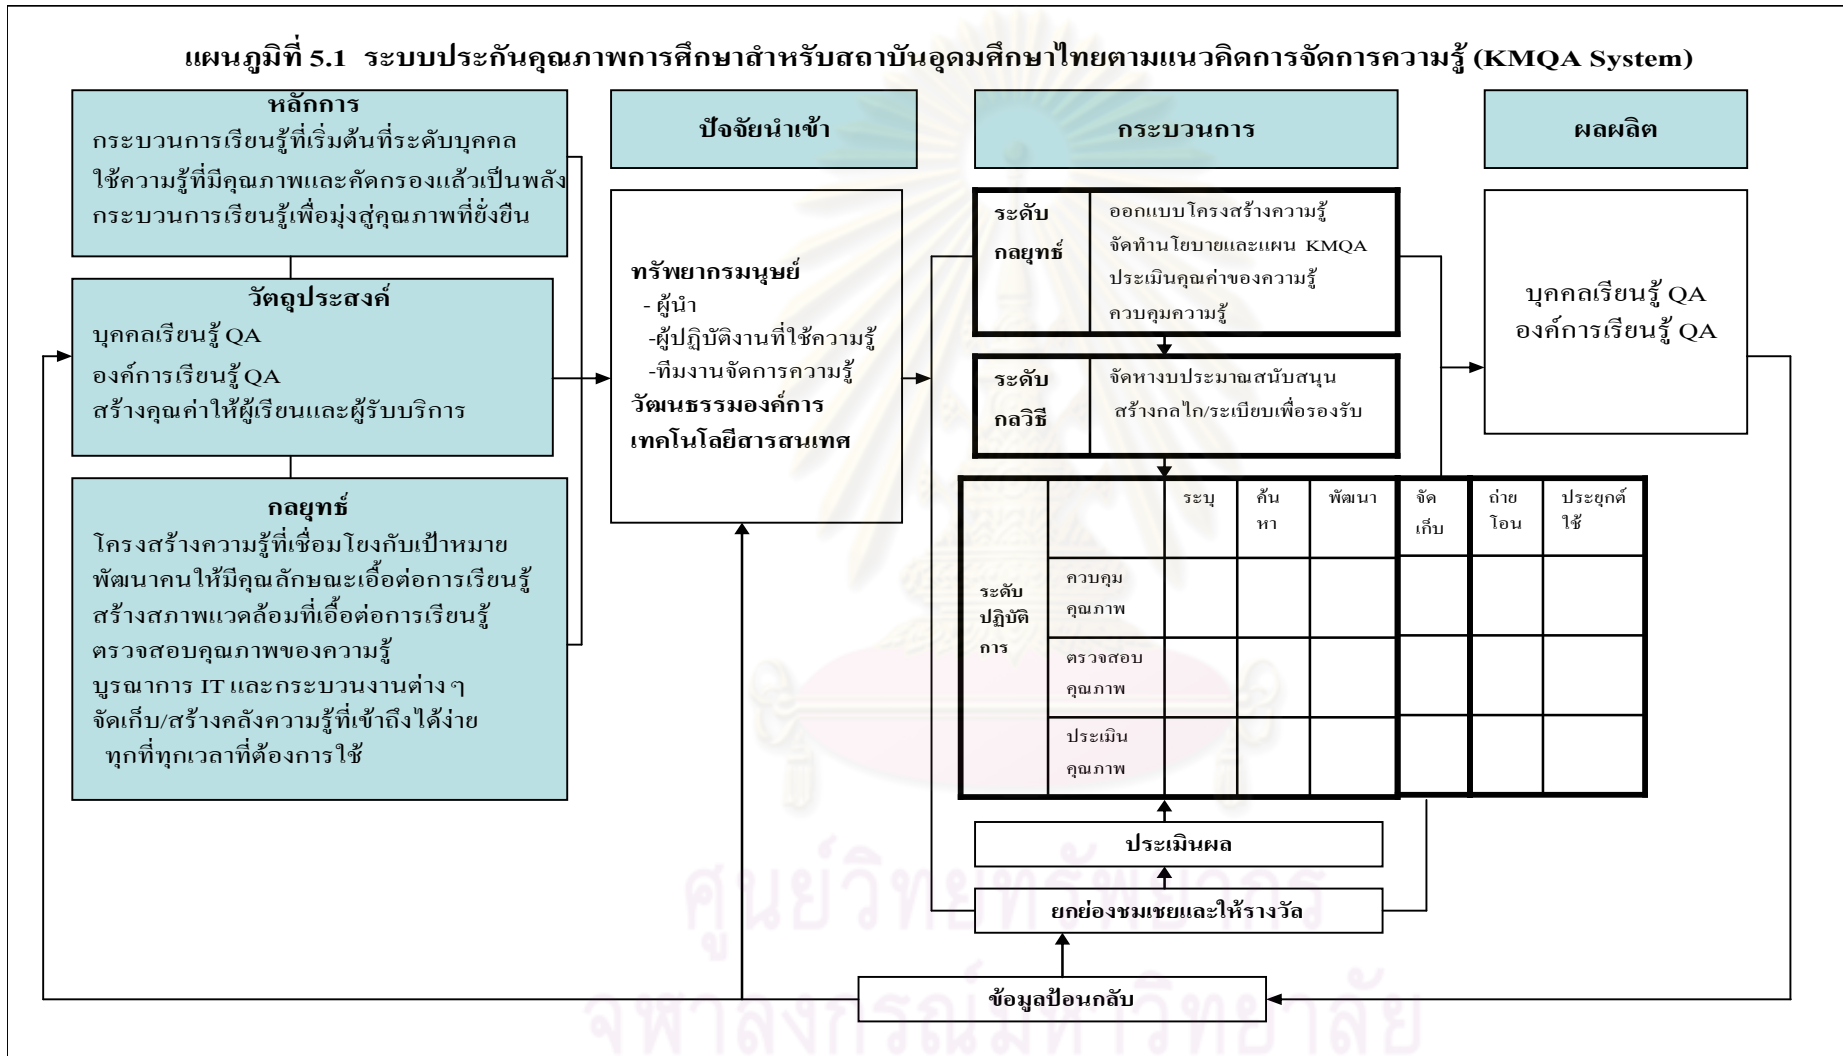 แผนภูมิที่ 5.1 ระบบประกันคุณภาพการศึกษาสำหรับสถาบันอุดมศึกษาไทยตามแนวคิดการจัดการความรู้ (KMQA System)
หลักการ
กระบวนการเรียนรู้ที่เริ่มต้นที่ระดับบุคคล
ใช้ความรู้ที่มีคุณภาพและคัดกรองแล้วเป็นพลัง
กระบวนการเรียนรู้เพื่อมุ่งสู่คุณภาพที่ยั่งยืน
วัตถุประสงค์
บุคคลเรียนรู้ QA
องค์การเรียนรู้ QA
สร้างคุณค่าให้ผู้เรียนและผู้รับบริการ
กลยุทธ์
โครงสร้างความรู้ที่เชื่อมโยงกับเป้าหมาย
พัฒนาคนให้มีคุณลักษณะเอื้อต่อการเรียนรู้
สร้างสภาพแวดล้อมที่เอื้อต่อการเรียนรู้
ตรวจสอบคุณภาพของความรู้
บูรณาการ IT และกระบวนงานต่าง ๆ
จัดเก็บ/สร้างคลังความรู้ที่เข้าถึงได้ง่าย
ทุกที่ทุกเวลาที่ต้องการใช้
ปัจจัยนำเข้า
ทรัพยากรมนุษย์
- ผู้นำ
-ผู้ปฏิบัติงานที่ใช้ความรู้
-ทีมงานจัดการความรู้
วัฒนธรรมองค์การ
เทคโนโลยีสารสนเทศ
กระบวนการ
ระดับ
กลยุทธ์
ออกแบบโครงสร้างความรู้
จัดทำนโยบายและแผน KMQA
ประเมินคุณค่าของความรู้
ควบคุมความรู้
ระดับ
กลวิธี
จัดหางบประมาณสนับสนุน
สร้างกลไก/ระเบียบเพื่อรองรับ
ระดับ
ปฏิบัติ
การ
ระบุ
ค้น
หา
พัฒนา
จัด
เก็บ
ถ่าย
โอน
ประยุกต์
ใช้
ควบคุม
คุณภาพ
ตรวจสอบ
คุณภาพ
ประเมิน
คุณภาพ
ประเมินผล
ยกย่องชมเชยและให้รางวัล
ข้อมูลป้อนกลับ
ผลผลิต
บุคคลเรียนรู้ QA
องค์การเรียนรู้ QA
ศูนย์วิทยทรัพยากร
จุฬาลงกรณ์มหาวิทยาลัย